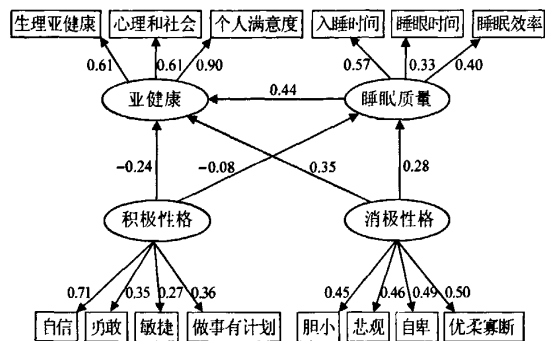 生理亚健康 心理和社会 个人满意度 入睡时间 睡眠时间 睡眠效率
0.61 0.61 0.90 0.57 0.33 0.40
亚健康 0.44 睡眠质量
-0.24 -0.08 0.35 0.28
积极性格 消极性格
0.71 0.35 0.27 0.36 0.45 0.46 0.49 0.50
自信 勇敢 敏捷 做事有计划 胆小 悲观 自卑 优柔寡断